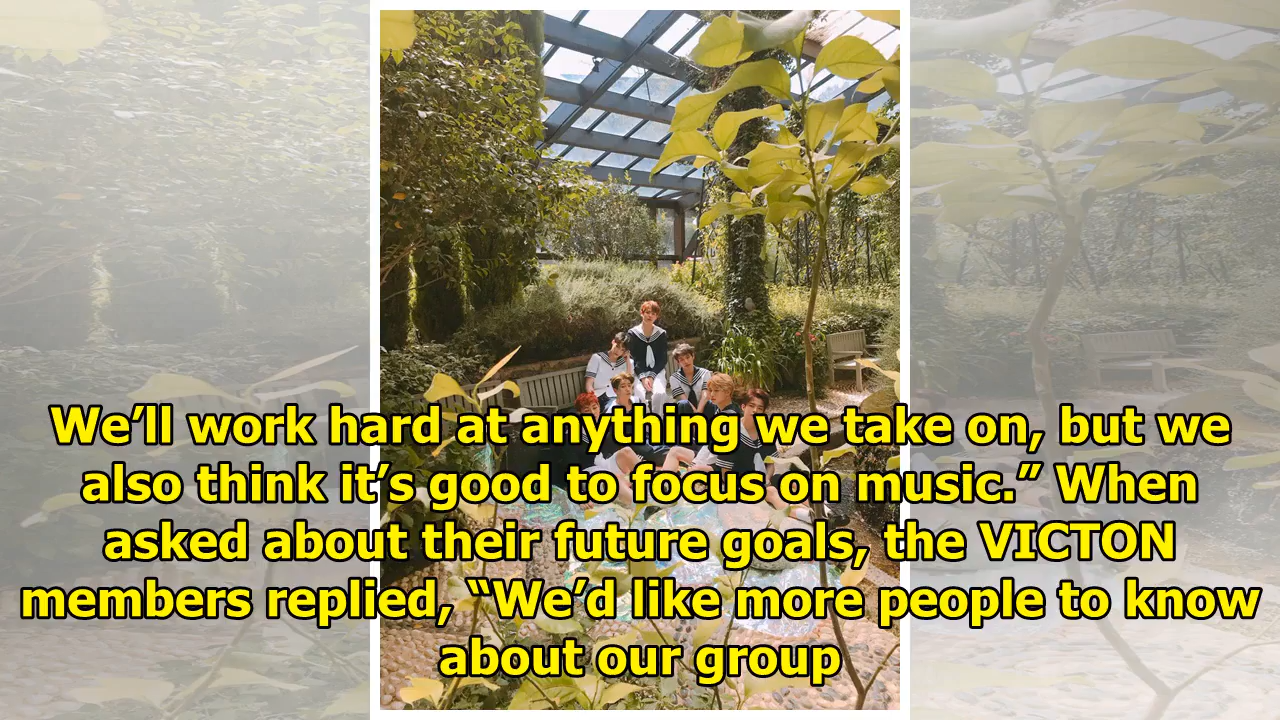 We’ll work hard at anything we take on, but we
also think it’s good to focus on music.” When
asked about their future goals, the VICTON
members replied, “We’d like more people to know
about our group